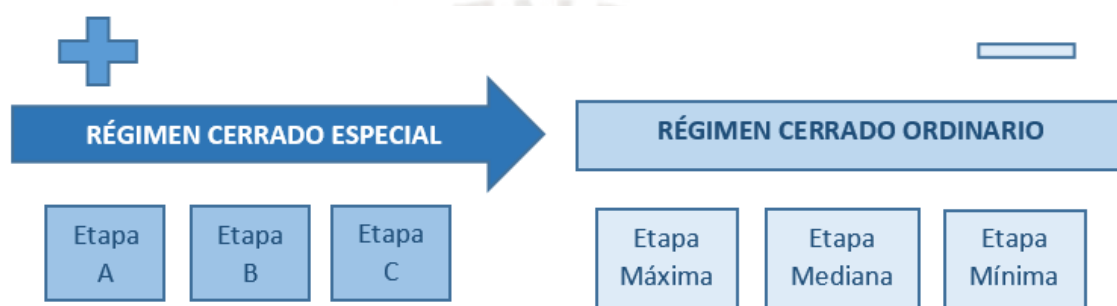 RÉGIMEN CERRADO ESPECIAL
RÉGIMEN CERRADO ORDINARIO
Etapa
A
Etapa
B
Etapa
C
Etapa
Máxima
Etapa
Mediana
Etapa
Mínima